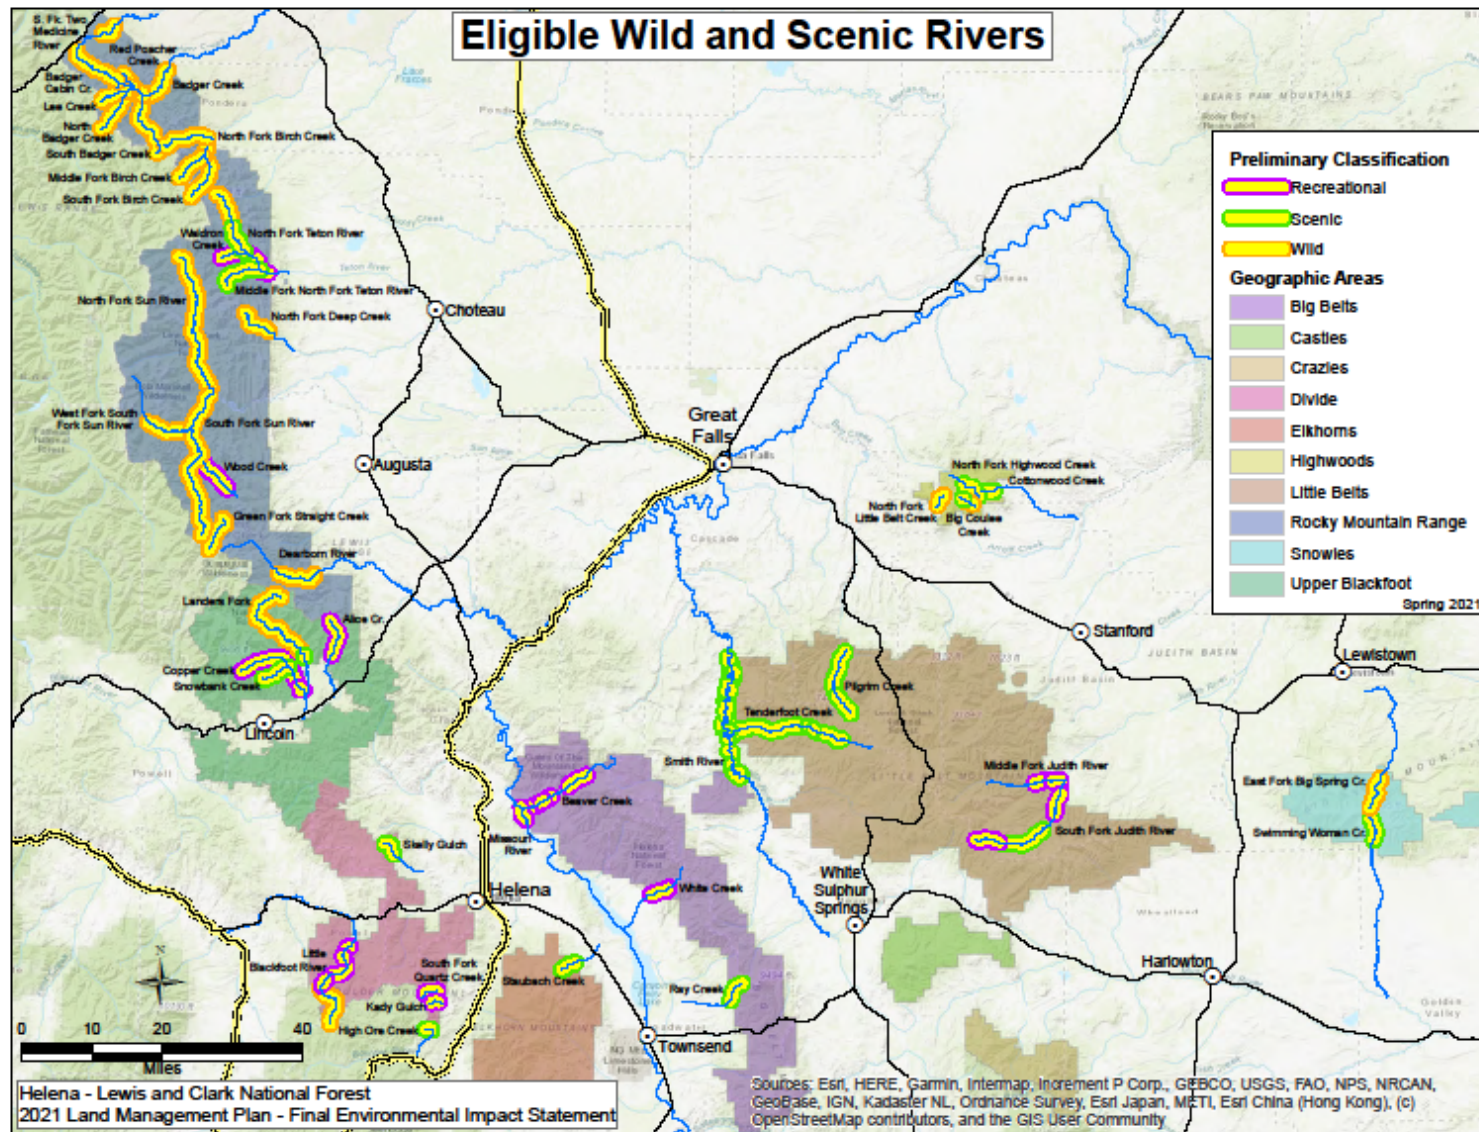 Eligible Wild and Scenic Rivers
S. Fk. Two
Medicine
River
Red Poacher
Creek
Badger
Cabin Cr.
Badger Creek
Lee Creek
North
Badger Creek
North Fork Birch Creek
South Badger Creek
Middle Fork Birch Creek
South Fork Birch Creek
Waldron
Creek
North Fork Teton River
Middle Fork North Fork Teton River
North Fork Sun River
North Fork Deep Creek
Choteau
West Fork South
Fork Sun River
South Fork Sun River
Wood Creek
Augusta
Great
Falls
Green Fork Straight Creek
Dearborn River
Landers Fork
Alice Cr.
Copper Creek
Snowbank Creek
Lincoln
North Fork Highwood Creek
Cottonwood Creek
North Fork
Little Belt Creek
Big Coulee
Creek
Stanford
Lewistown
Pilgrim Creek
Tenderfoot Creek
Smith River
Middle Fork Judith River
South Fork Judith River
East Fork Big Spring Cr.
Swimming Woman Cr.
Beaver Creek
Missouri
River
Skelly Gulch
Helena
White Creek
White
Sulphur
Springs
Little
Blackfoot River
South Fork
Quartz Creek
Kady Gulch
High Ore Creek
Staubach Creek
Ray Creek
Townsend
Harlowton
Preliminary Classification
Recreational
Scenic
Wild
Geographic Areas
Big Belts
Castles
Crazies
Divide
Elkhorns
Highwoods
Little Belts
Rocky Mountain Range
Snowies
Upper Blackfoot
Spring 2021
N
0 10 20 40
Miles
Helena - Lewis and Clark National Forest
2021 Land Management Plan - Final Environmental Impact Statement
Sources: Esri, HERE, Garmin, Intermap, Increment P Corp., GEBCO, USGS, FAO, NPS, NRCAN,
GeoBase, IGN, Kadaster NL, Ordnance Survey, Esri Japan, METI, Esri China (Hong Kong), (c)
OpenStreetMap contributors, and the GIS User Community